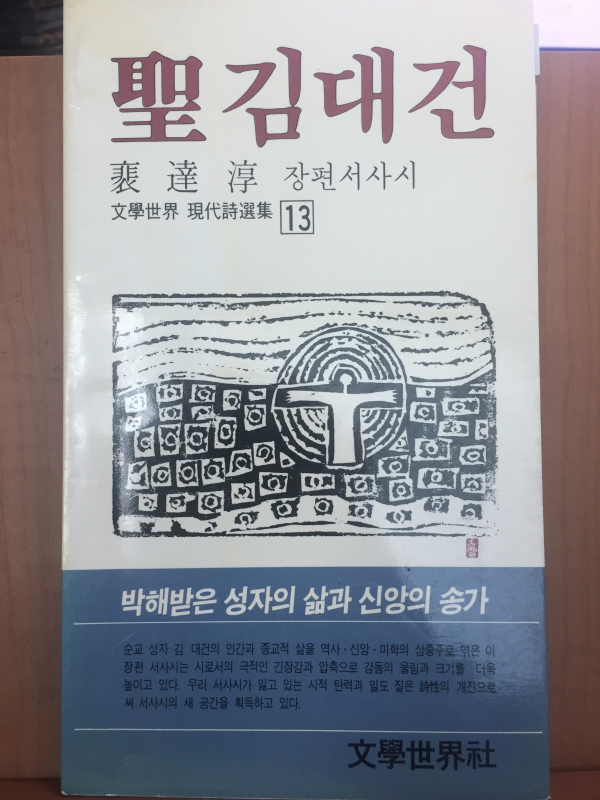 聖 김대건
裵達淳 장편서사시
文學世界 現代詩選集 13
박해받은 성자의 삶과 신앙의 송가
순교 성자 김 대건의 인간과 종교적 삶을 역사·신앙·미학의 삼중주로 엮은 이
장편 서사시는 시로서의 극적인 긴장감과 압축으로 감동의 울림과 크기를 더욱
높이고 있다. 우리 서사시가 잃고 있는 시적 탄력과 밀도 짙은 詩性의 개진으로
써 서사시의 새 공간을 획득하고 있다.
文學世界社